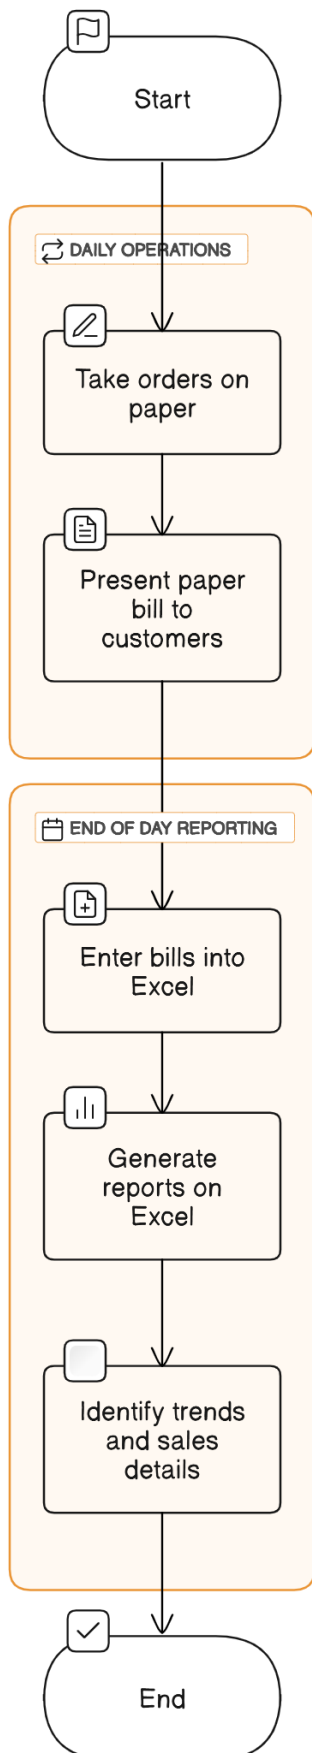 Start
DAILY OPERATIONS
Take orders on
paper
Present paper
bill to
customers
END OF DAY REPORTING
Enter bills into
Excel
Generate
reports on
Excel
Identify trends
and sales
details
End